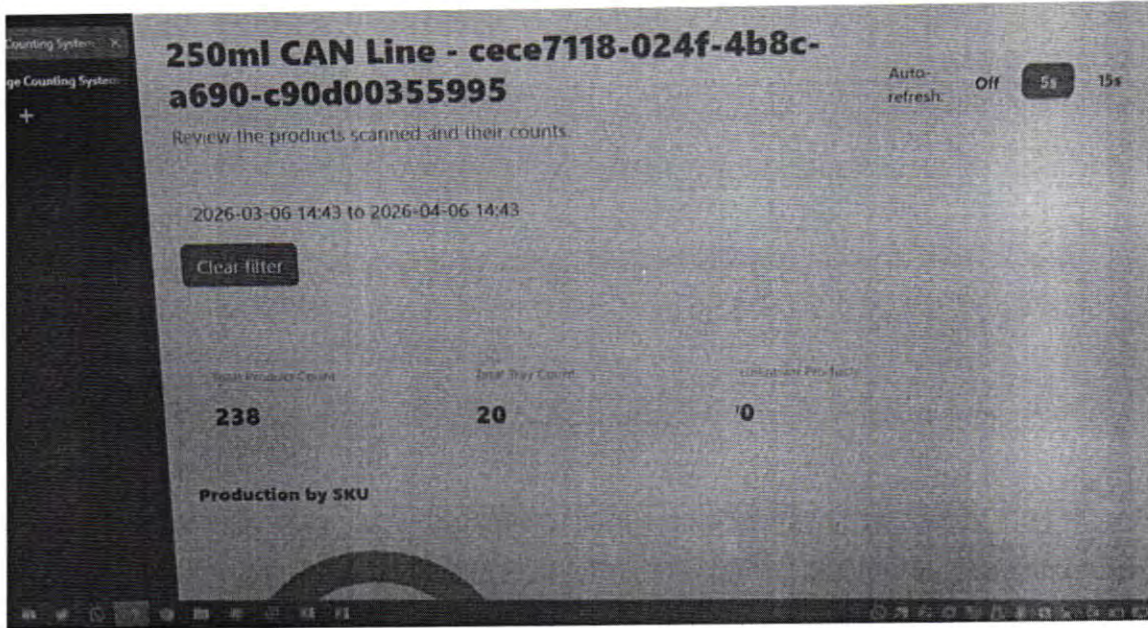 Counting System
ge Counting System
250ml CAN Line - cece7118-024f-4b8c-
a690-c90d00355995
Auto-
refresh:
Off
5s
15s
Review the products scanned and their counts.
2026-03-06 14:43 to 2026-04-06 14:43
Clear filter
Total Product Count
Total Tray Count
Unknown Products
238
20
0
Production by SKU